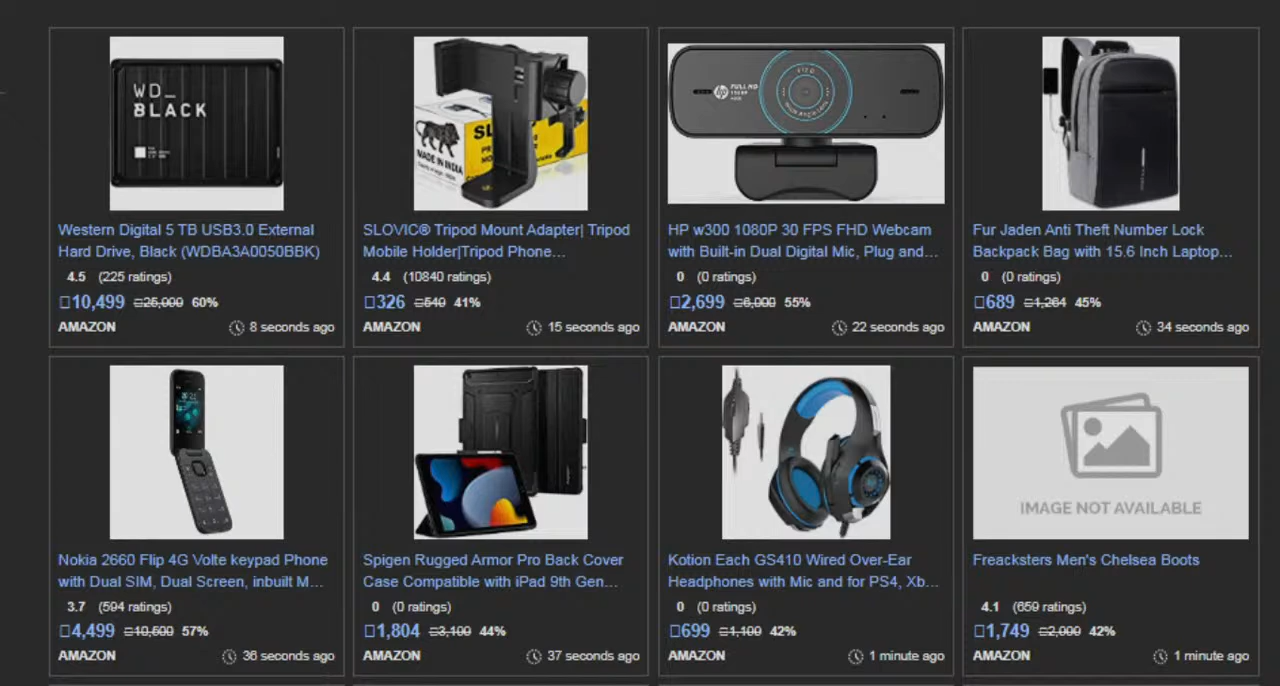 WD_
BLACK
MADE IN INDIA
SL
FULL HD
Western Digital 5 TB USB3.0 External
Hard Drive, Black (WDBA3A0050BBK)
4.5 (225 ratings)
10,499 25,000 60%
AMAZON 8 seconds ago
SLOVIC® Tripod Mount Adapter| Tripod
Mobile Holder|Tripod Phone...
4.4 (10840 ratings)
326 549 41%
AMAZON 15 seconds ago
HP w300 1080P 30 FPS FHD Webcam
with Built-in Dual Digital Mic, Plug and...
0 (0 ratings)
2,699 6,000 55%
AMAZON 22 seconds ago
Fur Jaden Anti Theft Number Lock
Backpack Bag with 15.6 Inch Laptop...
0 (0 ratings)
689 1,264 45%
AMAZON 34 seconds ago
Nokia 2660 Flip 4G Volte keypad Phone
with Dual SIM, Dual Screen, inbuilt M...
3.7 (594 ratings)
4,499 10,600 57%
AMAZON 36 seconds ago
Spigen Rugged Armor Pro Back Cover
Case Compatible with iPad 9th Gen...
0 (0 ratings)
1,804 3,100 44%
AMAZON 37 seconds ago
Kotion Each GS410 Wired Over-Ear
Headphones with Mic and for PS4, Xb...
0 (0 ratings)
699 1,100 42%
AMAZON 1 minute ago
IMAGE NOT AVAILABLE
Freacksters Men's Chelsea Boots
4.1 (659 ratings)
1,749 2,000 42%
AMAZON 1 minute ago